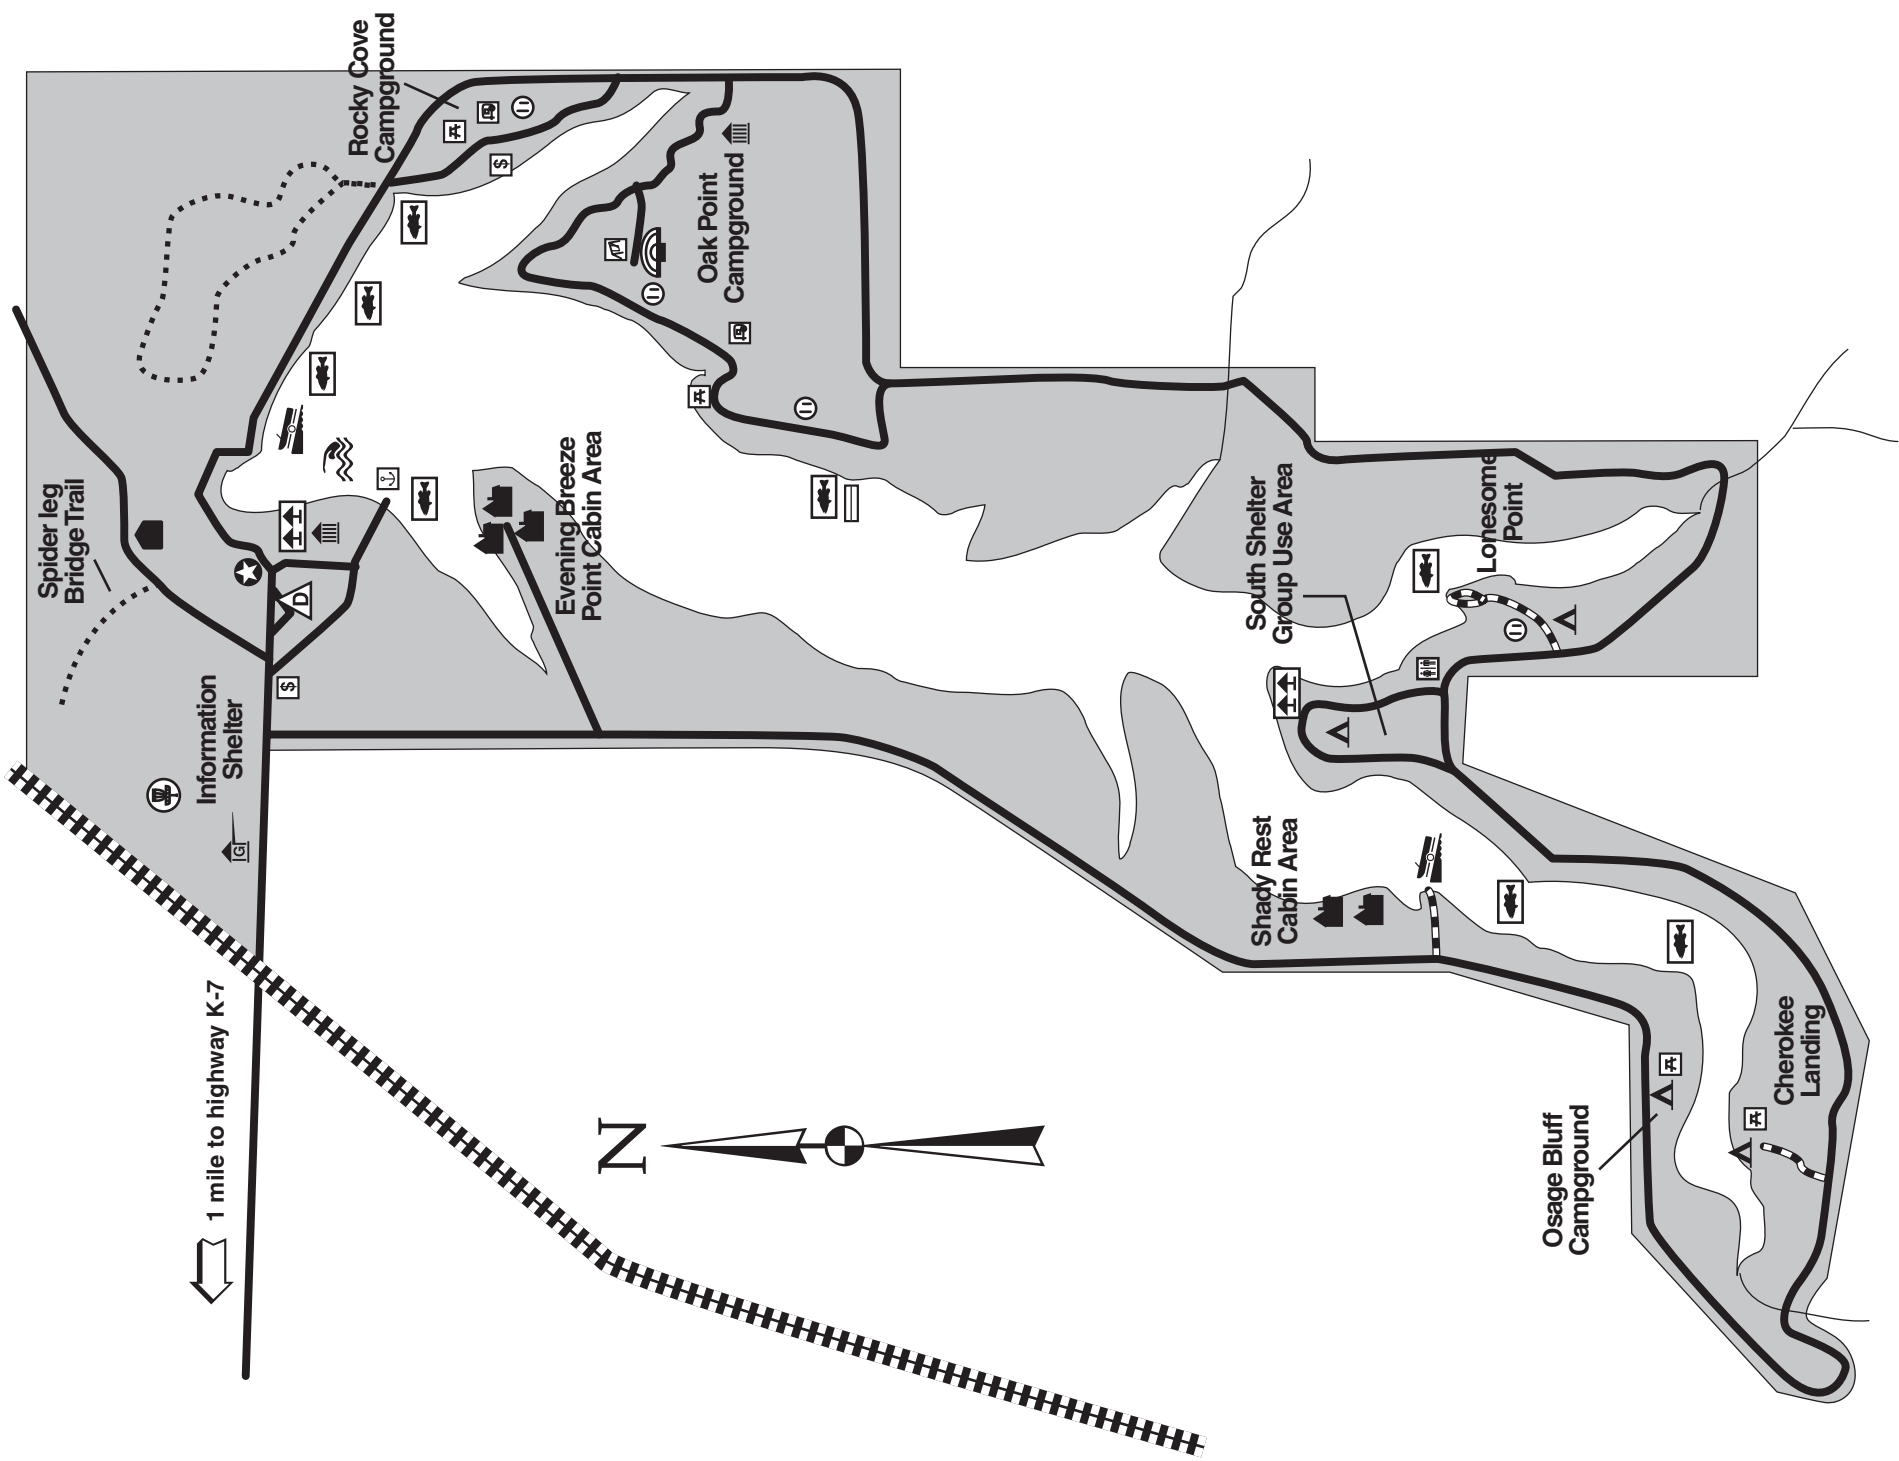 Rocky Cove
Campground
Spider leg
Bridge Trail
Oak Point
Campground
Evening Breeze
Point Cabin Area
D
$
$
Information
Shelter
GI
1 mile to highway K-7
N
South Shelter
Group Use Area
Lonesome
Point
Shady Rest
Cabin Area
Cherokee
Landing
Osage Bluff
Campground